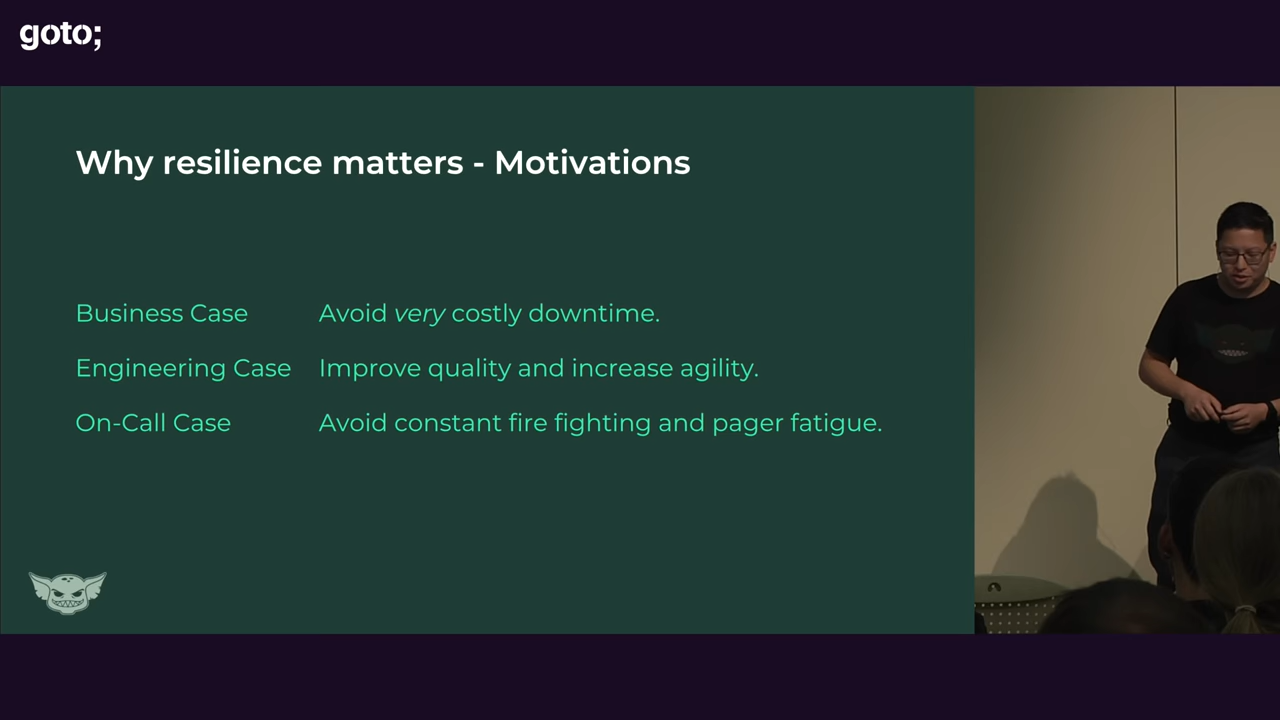 goto;
Why resilience matters - Motivations
Business Case Avoid very costly downtime.
Engineering Case Improve quality and increase agility.
On-Call Case Avoid constant fire fighting and pager fatigue.